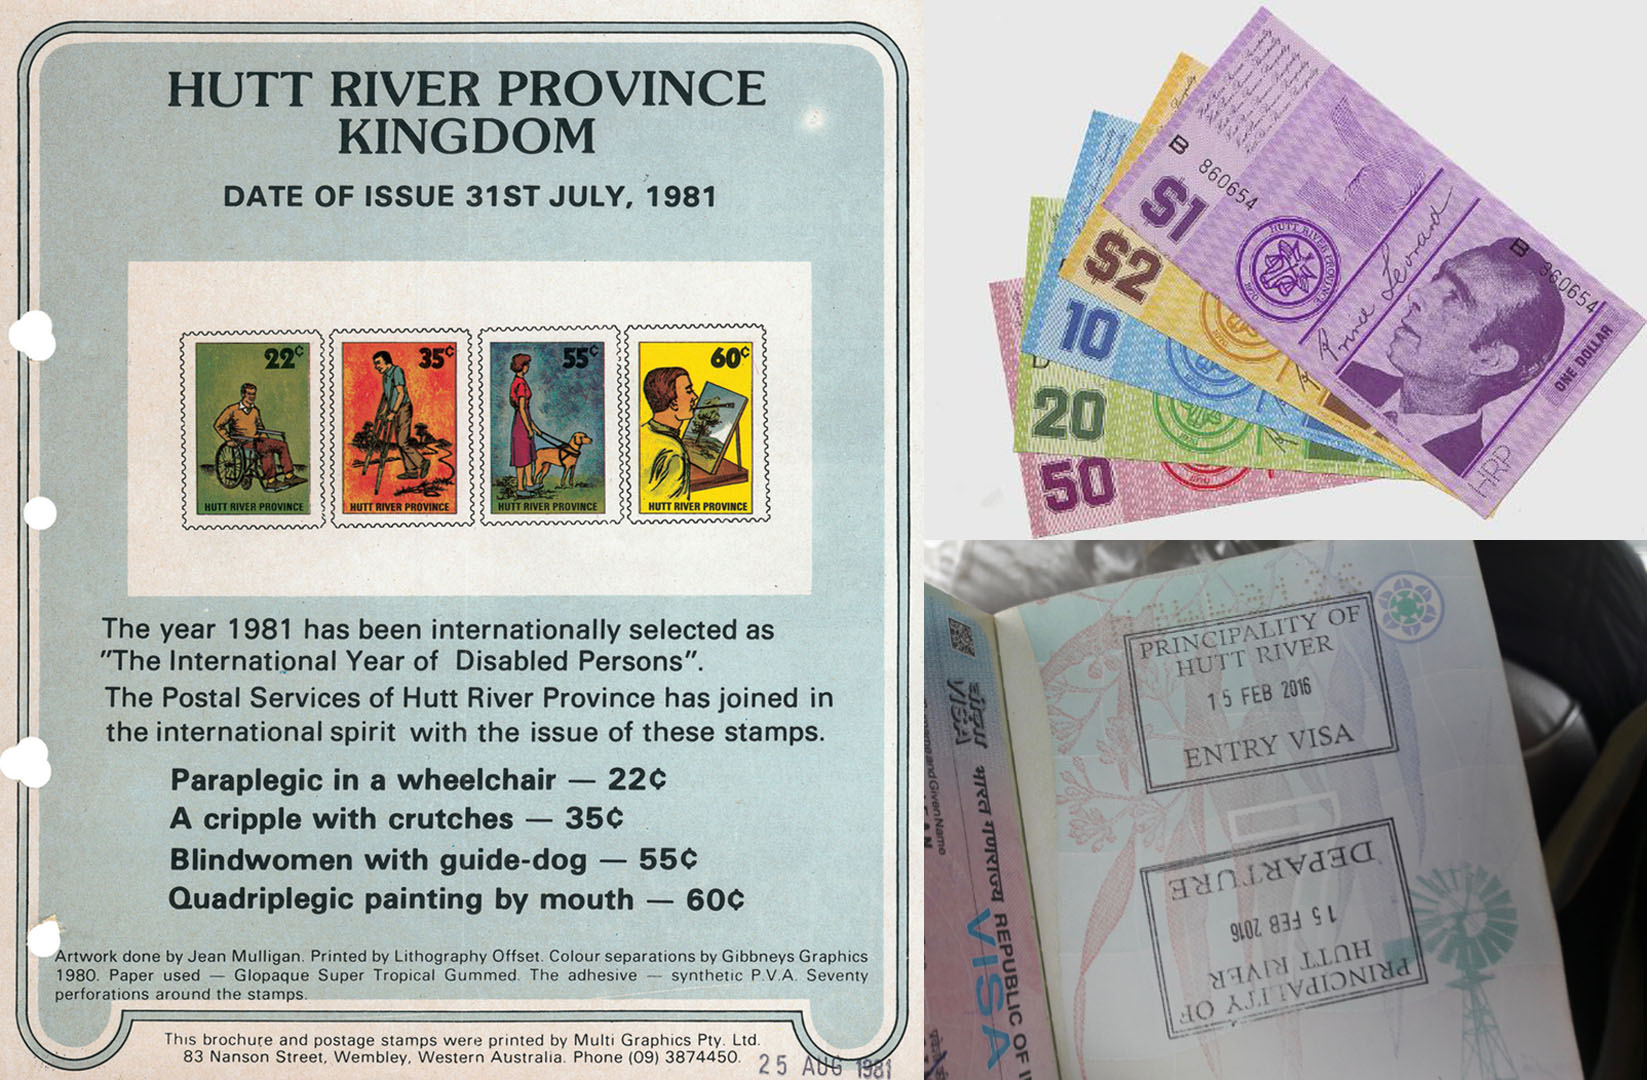 HUTT RIVER PROVINCE
KINGDOM
DATE OF ISSUE 31ST JULY, 1981
22¢
HUTT RIVER PROVINCE
35¢
HUTT RIVER PROVINCE
55¢
HUTT RIVER PROVINCE
60¢
HUTT RIVER PROVINCE
The year 1981 has been internationally selected as
"The International Year of Disabled Persons".
The Postal Services of Hutt River Province has joined in
the international spirit with the issue of these stamps.
Paraplegic in a wheelchair — 22¢
A cripple with crutches — 35¢
Blindwomen with guide-dog — 55¢
Quadriplegic painting by mouth — 60¢
Artwork done by Jean Mulligan. Printed by Lithography Offset. Colour separations by Gibbneys Graphics
1980. Paper used — Glopaque Super Tropical Gummed. The adhesive — synthetic P.V.A. Seventy
perforations around the stamps.
This brochure and postage stamps were printed by Multi Graphics Pty. Ltd.
83 Nanson Street, Wembley, Western Australia. Phone (09) 3874450.
25 AUG 1981
B 860654
$1
HUTT RIVER PROVINCE
Prince Leonard
B 860654
ONE DOLLAR
HRP
$2
10
20
50
PRINCIPALITY OF
HUTT RIVER
15 FEB 2016
ENTRY VISA
PRINCIPALITY OF
HUTT RIVER
15 FEB 2016
DEPARTURE
VISA
भारत गणराज्य REPUBLIC OF
VISA